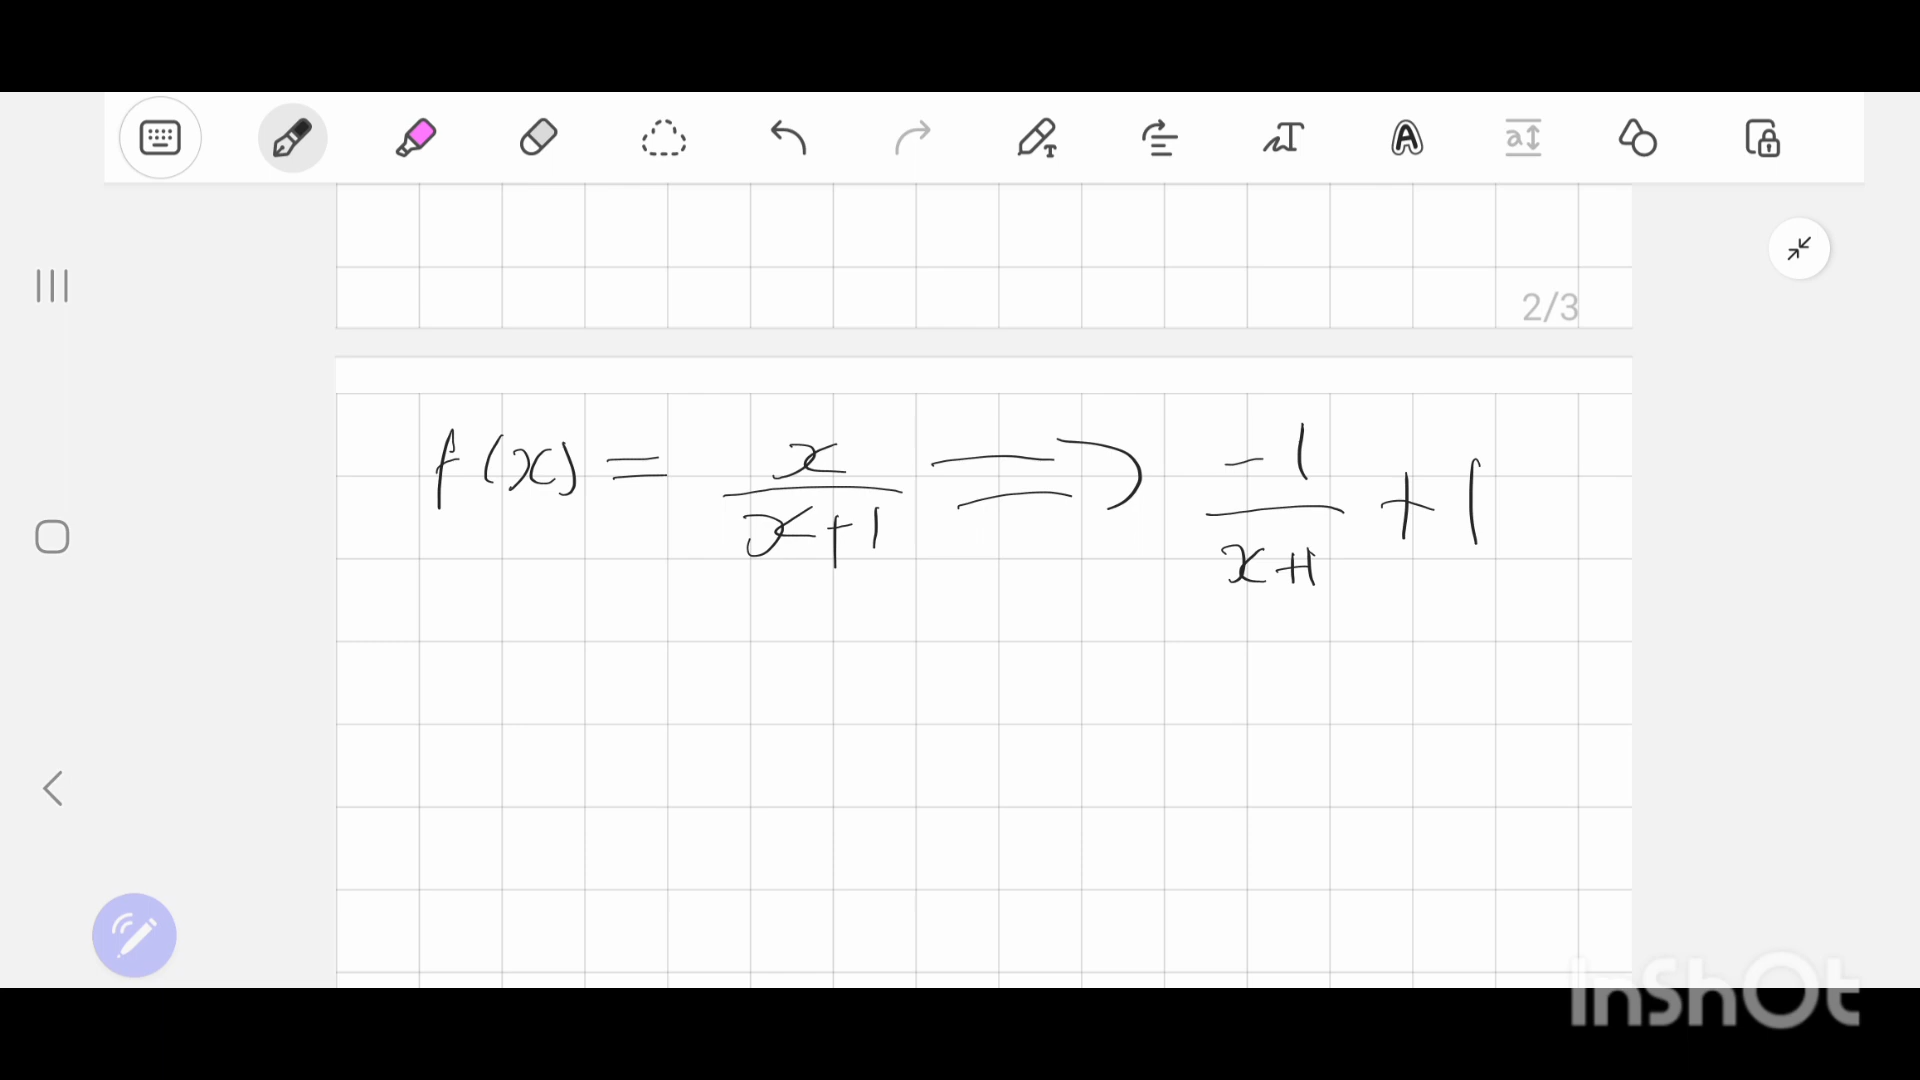 2/3
f(x) = x/(x+1) ⇒ -1/(x+1) + 1
InShOt